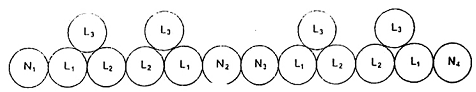 L₃ L₃ L₃ L₃
N₁ L₁ L₂ L₂ L₁ N₂ N₃ L₁ L₂ L₂ L₁ N₄